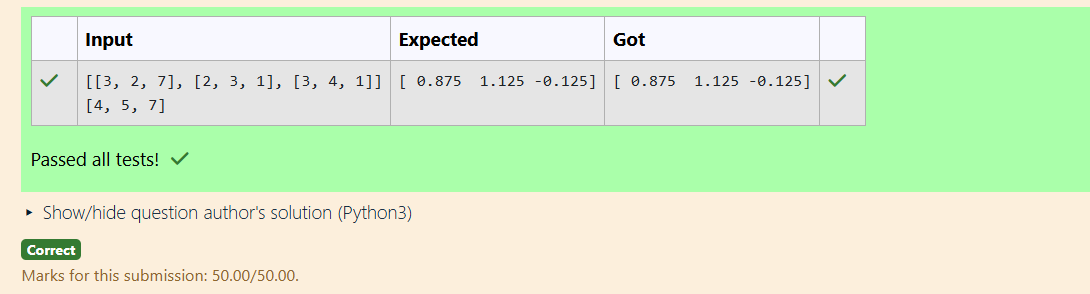 Input Expected Got
[[3, 2, 7], [2, 3, 1], [3, 4, 1]] [ 0.875  1.125 -0.125] [ 0.875  1.125 -0.125]
[4, 5, 7]
Passed all tests!
Show/hide question author's solution (Python3)
Correct
Marks for this submission: 50.00/50.00.